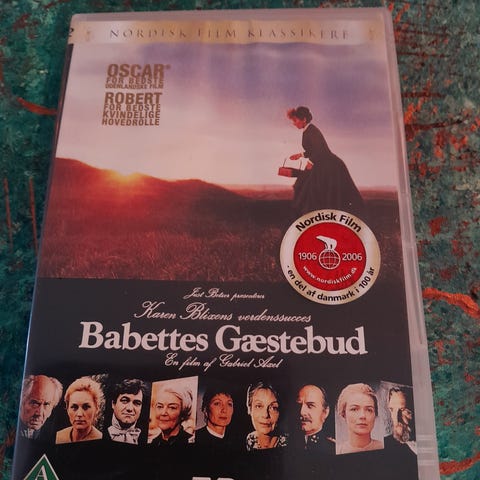 NORDISK FILM KLASSIKERE
OSCAR®
FOR BEDSTE
UDENLANDSKE FILM
ROBERT
FOR BEDSTE
KVINDELIGE
HOVEDROLLE
Nordisk Film
1906 2006
www.nordiskfilm.dk
- en del af danmark i 100 år
Just Betzer præsenterer
Karen Blixens verdenssucces
Babettes Gæstebud
En film af Gabriel Axel
A